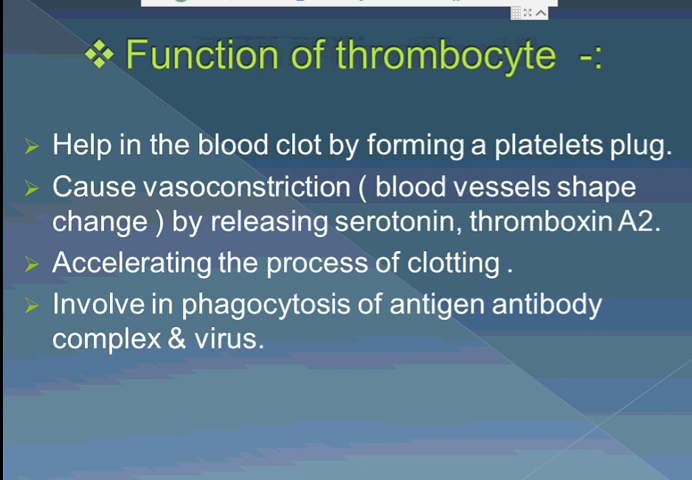 ❖ Function of thrombocyte -:
➢ Help in the blood clot by forming a platelets plug.
➢ Cause vasoconstriction ( blood vessels shape
change ) by releasing serotonin, thromboxin A2.
➢ Accelerating the process of clotting .
➢ Involve in phagocytosis of antigen antibody
complex & virus.